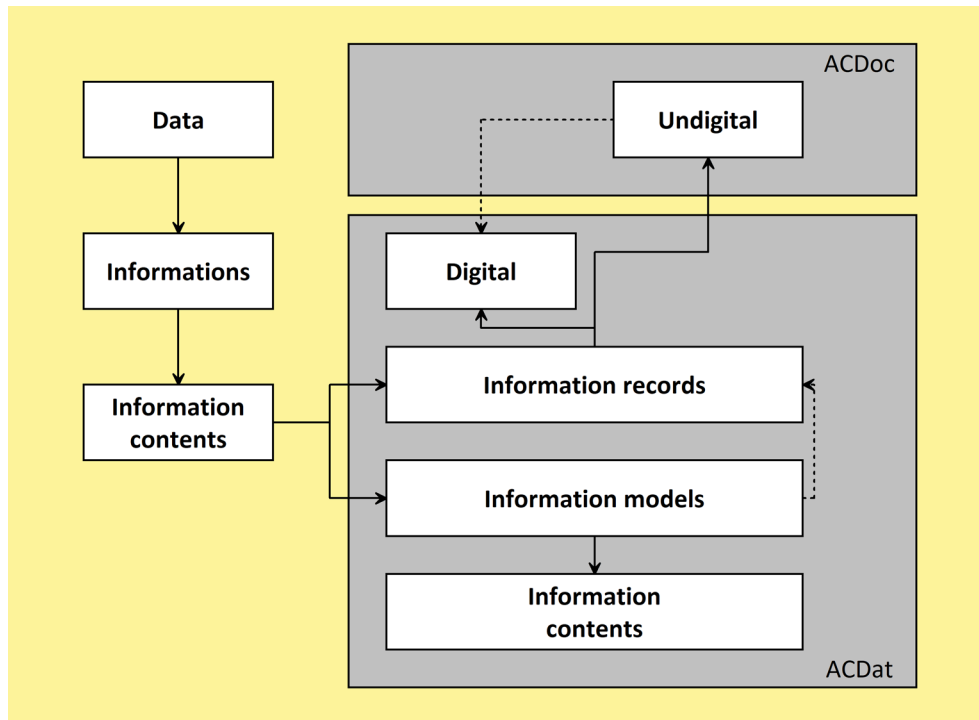 ACDoc
Data
Undigital
Informations
Digital
Information records
Information
contents
Information models
Information
contents
ACDat